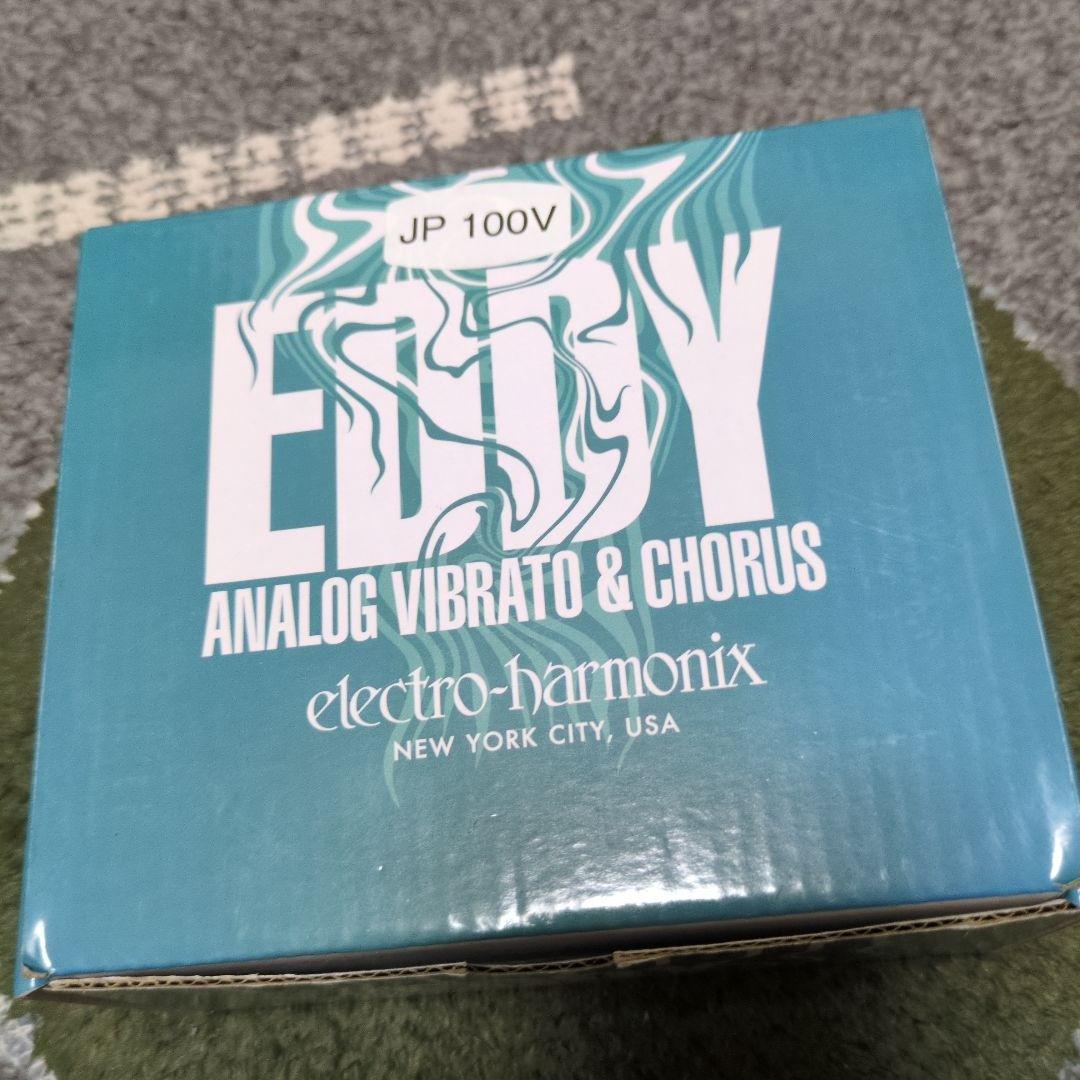 JP 100V
EDDY
ANALOG VIBRATO & CHORUS
electro-harmonix
NEW YORK CITY, USA